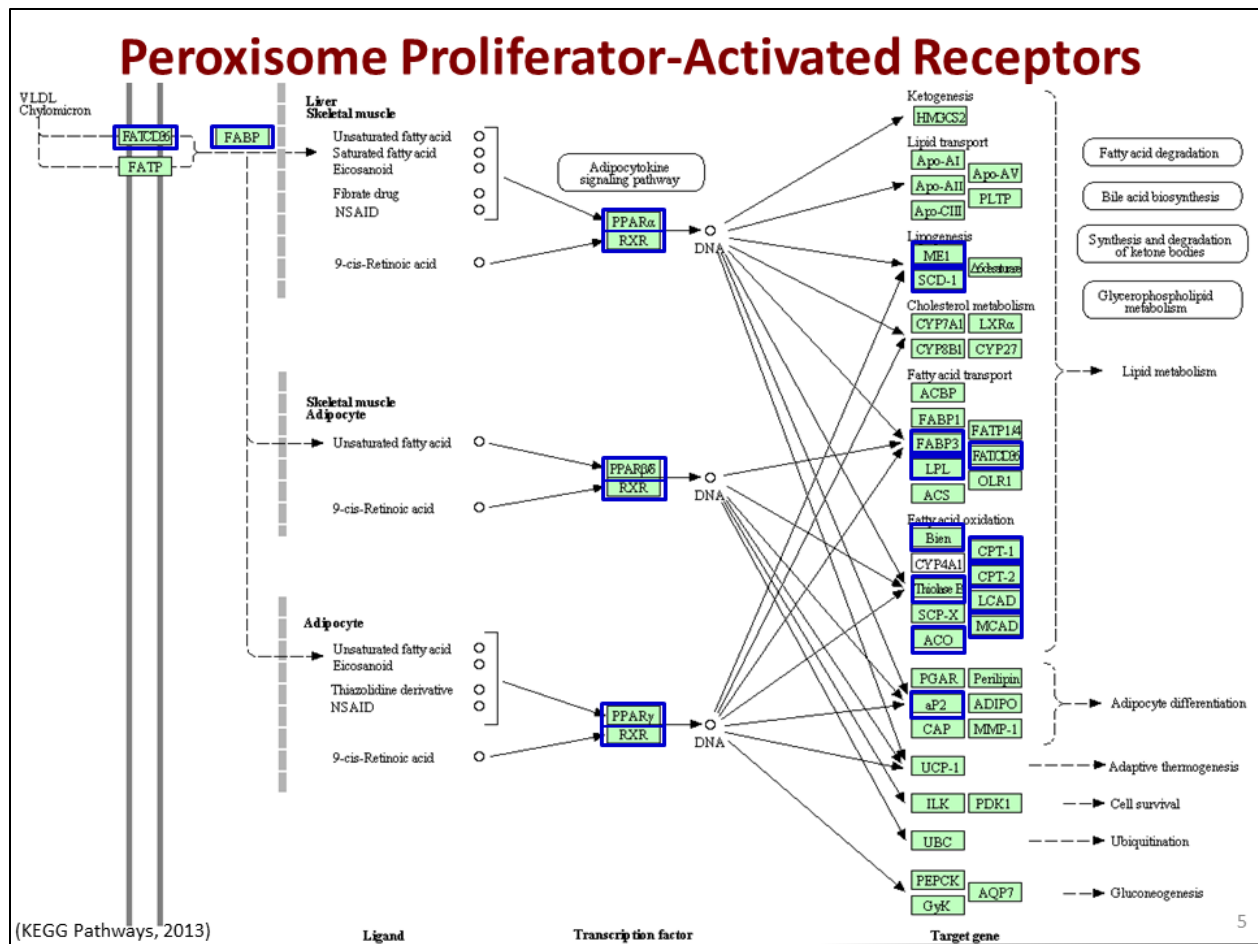 Peroxisome Proliferator-Activated Receptors
VLDL
Chylomicron
FATCD36
FATP
FABP
Liver
Skeletal muscle
Unsaturated fatty acid
Saturated fatty acid
Eicosanoid
Fibrate drug
NSAID
9-cis-Retinoic acid
Adipocytokine
signaling pathway
PPARα
RXR
DNA
Skeletal muscle
Adipocyte
Unsaturated fatty acid
9-cis-Retinoic acid
PPARβ/δ
RXR
DNA
Adipocyte
Unsaturated fatty acid
Eicosanoid
Thiazolidine derivative
NSAID
9-cis-Retinoic acid
PPARγ
RXR
DNA
Ketogenesis
HMGCS2
Lipid transport
Apo-AI
Apo-AII
Apo-CIII
Apo-AV
PLTP
Lipogenesis
ME1
SCD-1
Δ6desaturase
Cholesterol metabolism
CYP7A1 LXRα
CYP8B1 CYP27
Fatty acid transport
ACBP
FABP1
FABP3
LPL
ACS
FATP1/4
FATCD36
OLR1
Fatty acid oxidation
Bien
CYP4A1
Thiolase B
SCP-X
ACO
CPT-1
CPT-2
LCAD
MCAD
PGAR Perilipin
aP2 ADIPO
CAP MMP-1
UCP-1
ILK PDK1
UBC
PEPCK
GyK
AQP7
Fatty acid degradation
Bile acid biosynthesis
Synthesis and degradation
of ketone bodies
Glycerophospholipid
metabolism
Lipid metabolism
Adipocyte differentiation
Adaptive thermogenesis
Cell survival
Ubiquitination
Gluconeogenesis
(KEGG Pathways, 2013)
Ligand
Transcription factor
Target gene
5